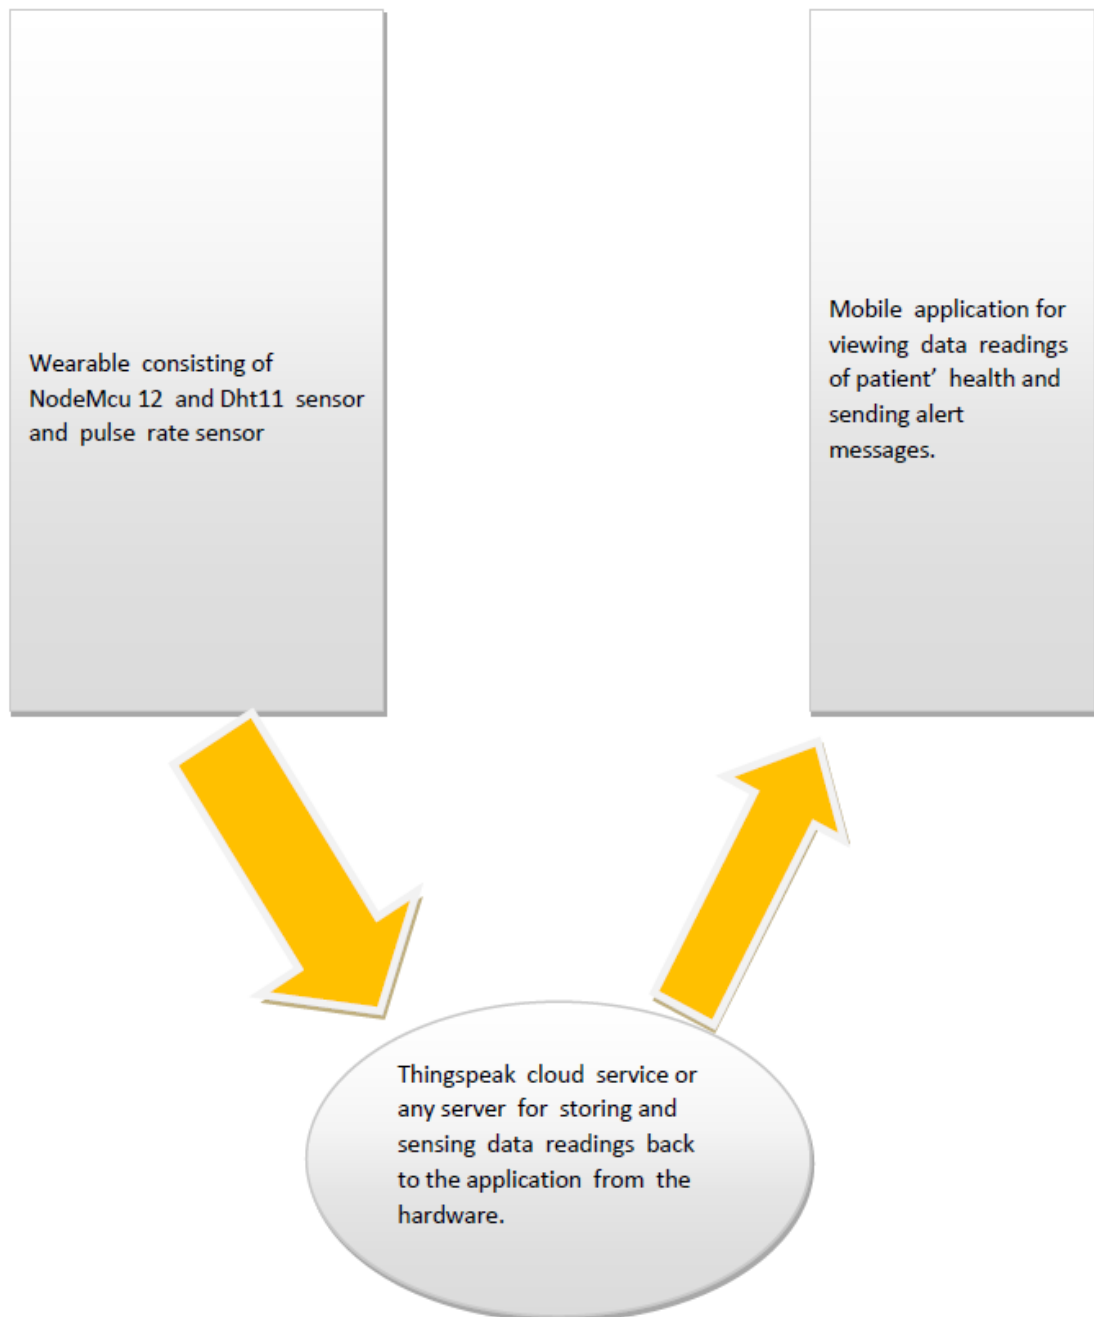 Wearable consisting of
NodeMcu 12 and Dht11 sensor
and pulse rate sensor
Mobile application for
viewing data readings
of patient’ health and
sending alert
messages.
Thingspeak cloud service or
any server for storing and
sensing data readings back
to the application from the
hardware.